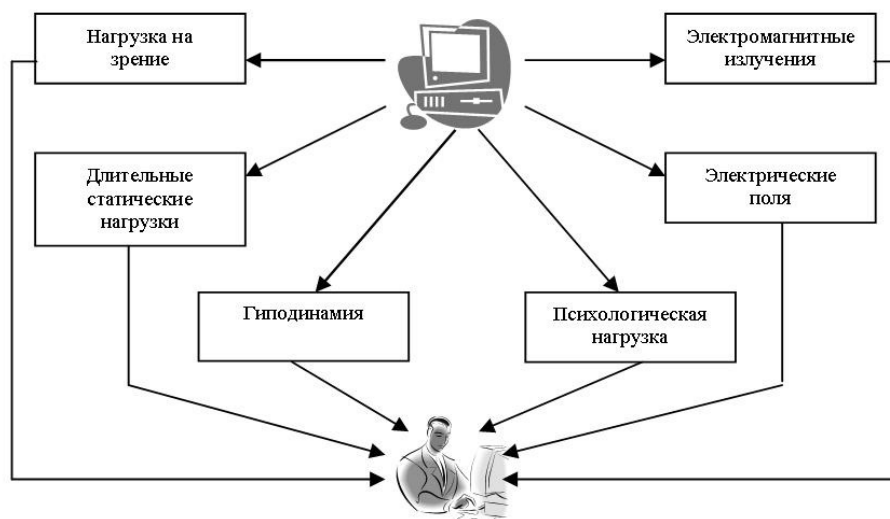 Нагрузка на
зрение
Электромагнитные
излучения
Длительные
статические
нагрузки
Электрические
поля
Гиподинамия
Психологическая
нагрузка